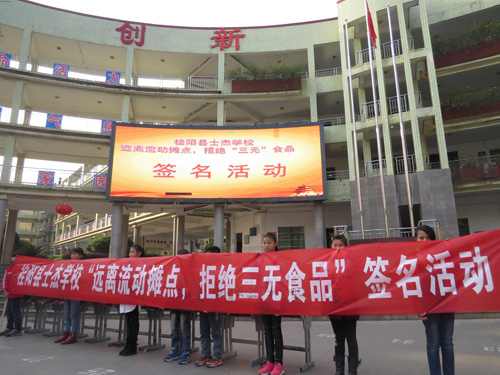 创 新
桂阳县士杰学校
远离流动摊点，拒绝“三无”食品
签名活动
桂阳县士杰学校“远离流动摊点，拒绝三无食品”签名活动